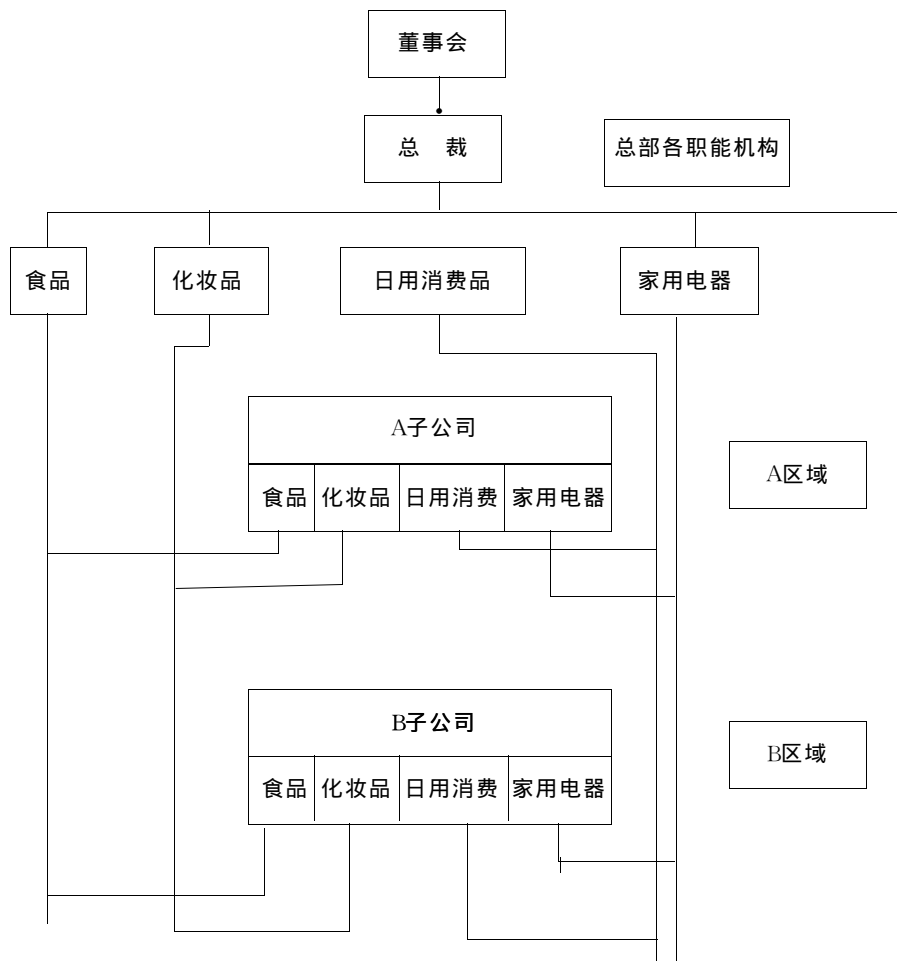 董事会
总 裁
总部各职能机构
食品
化妆品
日用消费品
家用电器
A子公司
食品
化妆品
日用消费
家用电器
A区域
B子公司
食品
化妆品
日用消费
家用电器
B区域